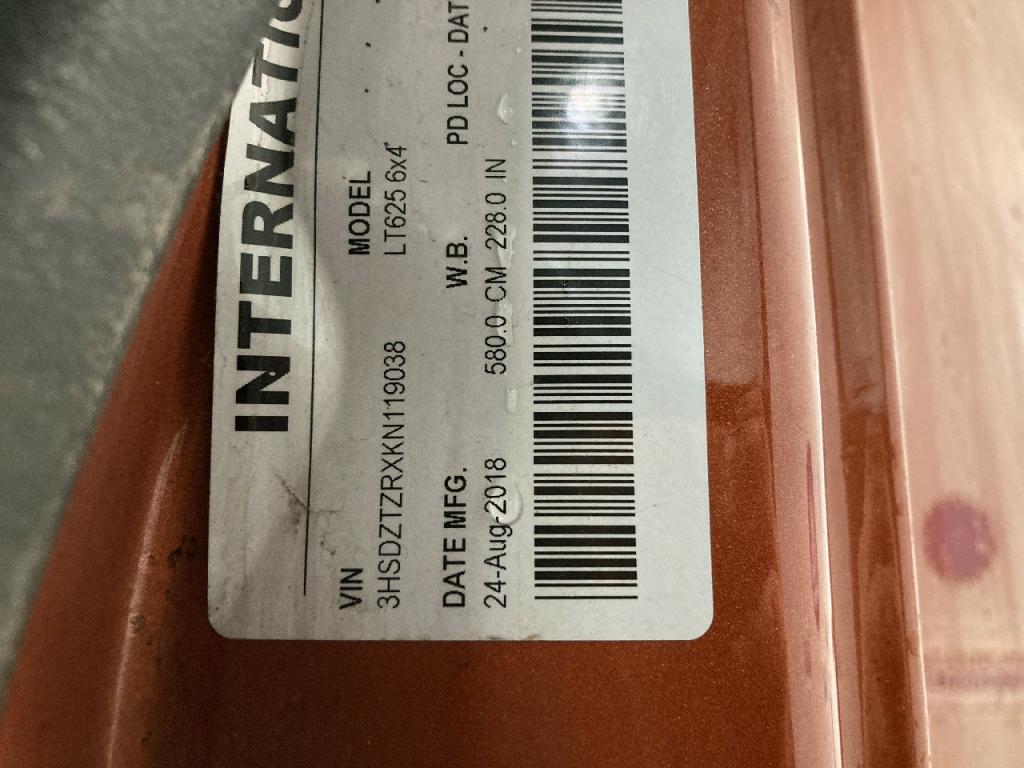 INTERNATIO
VIN MODEL
3HSDZTZRXKN119038 LT625 6x4
DATE MFG. W.B. PD LOC - DAT
24-Aug-2018 580.0 CM 228.0 IN